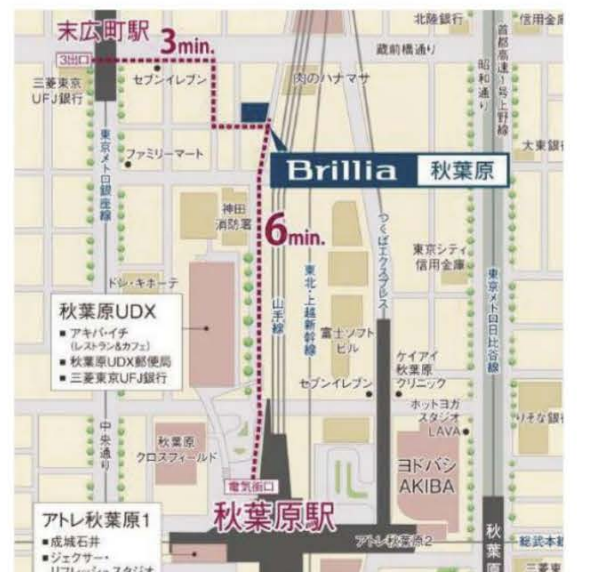 末広町駅
3出口
3min.
北陸銀行
蔵前橋通り
首都高速1号上野線
昭和通り
三菱東京
UFJ銀行
セブンイレブン
肉のハナマサ
東京メトロ銀座線
ファミリーマート
Brillia 秋葉原
神田
消防署
6min.
つくばエクスプレス
東京シティ
信用金庫
ドン・キホーテ
山手線
東北・上越新幹線
東京メトロ日比谷線
秋葉原UDX
■ アキバ・イチ
(レストラン&カフェ)
■ 秋葉原UDX郵便局
■ 三菱東京UFJ銀行
富士ソフト
ビル
ケイアイ
秋葉原
クリニック
セブンイレブン
ホットヨガ
スタジオ
LAVA
中央通り
秋葉原
クロスフィールド
ヨドバシ
AKIBA
電気街口
秋葉原駅
アトレ秋葉原1
■ 成城石井
■ ジェクサー・
アトレ秋葉原2
秋葉原
総武本線